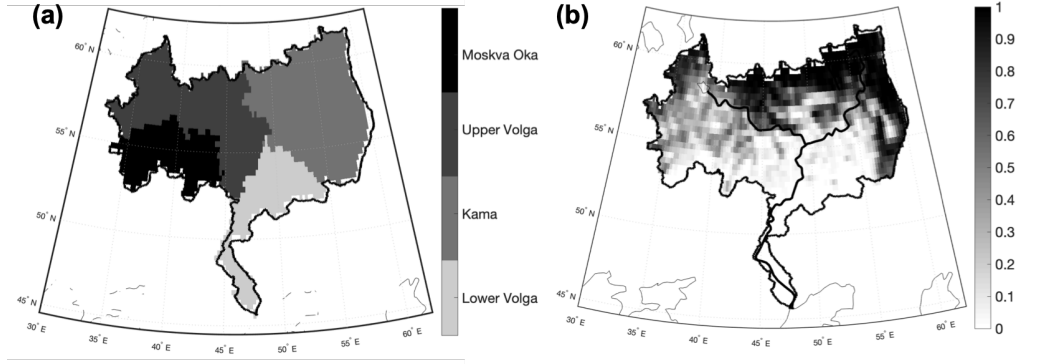 (a)
60° N
55° N
50° N
45° N
30° E
35° E
40° E
45° E
50° E
55° E
60° E
Moskva Oka
Upper Volga
Kama
Lower Volga
(b)
60° N
55° N
50° N
45° N
30° E
35° E
40° E
45° E
50° E
55° E
60° E
1
0.9
0.8
0.7
0.6
0.5
0.4
0.3
0.2
0.1
0